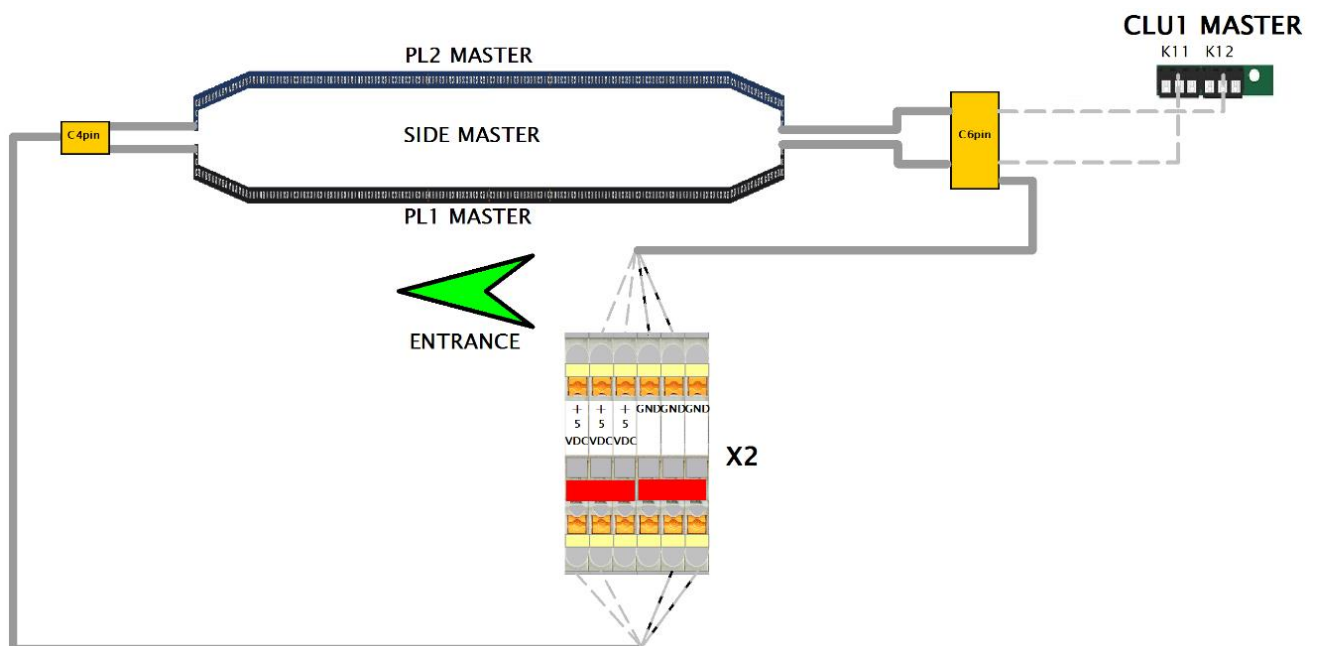 CLU1 MASTER
K11 K12
PL2 MASTER
C4pin
SIDE MASTER
C6pin
PL1 MASTER
ENTRANCE
+ + + GND GND GND
5 5 5
VDC VDC VDC
X2